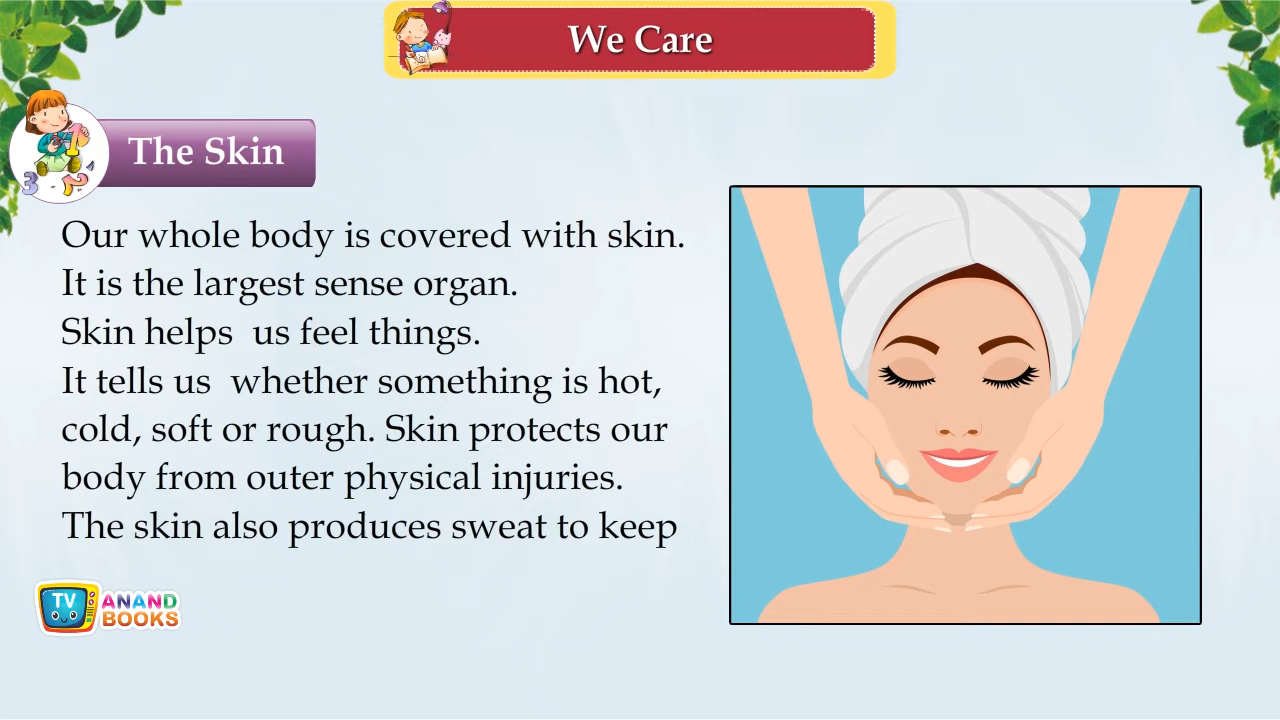 We Care
The Skin
Our whole body is covered with skin.
It is the largest sense organ.
Skin helps  us feel things.
It tells us  whether something is hot,
cold, soft or rough. Skin protects our
body from outer physical injuries.
The skin also produces sweat to keep
TV
ANAND
BOOKS